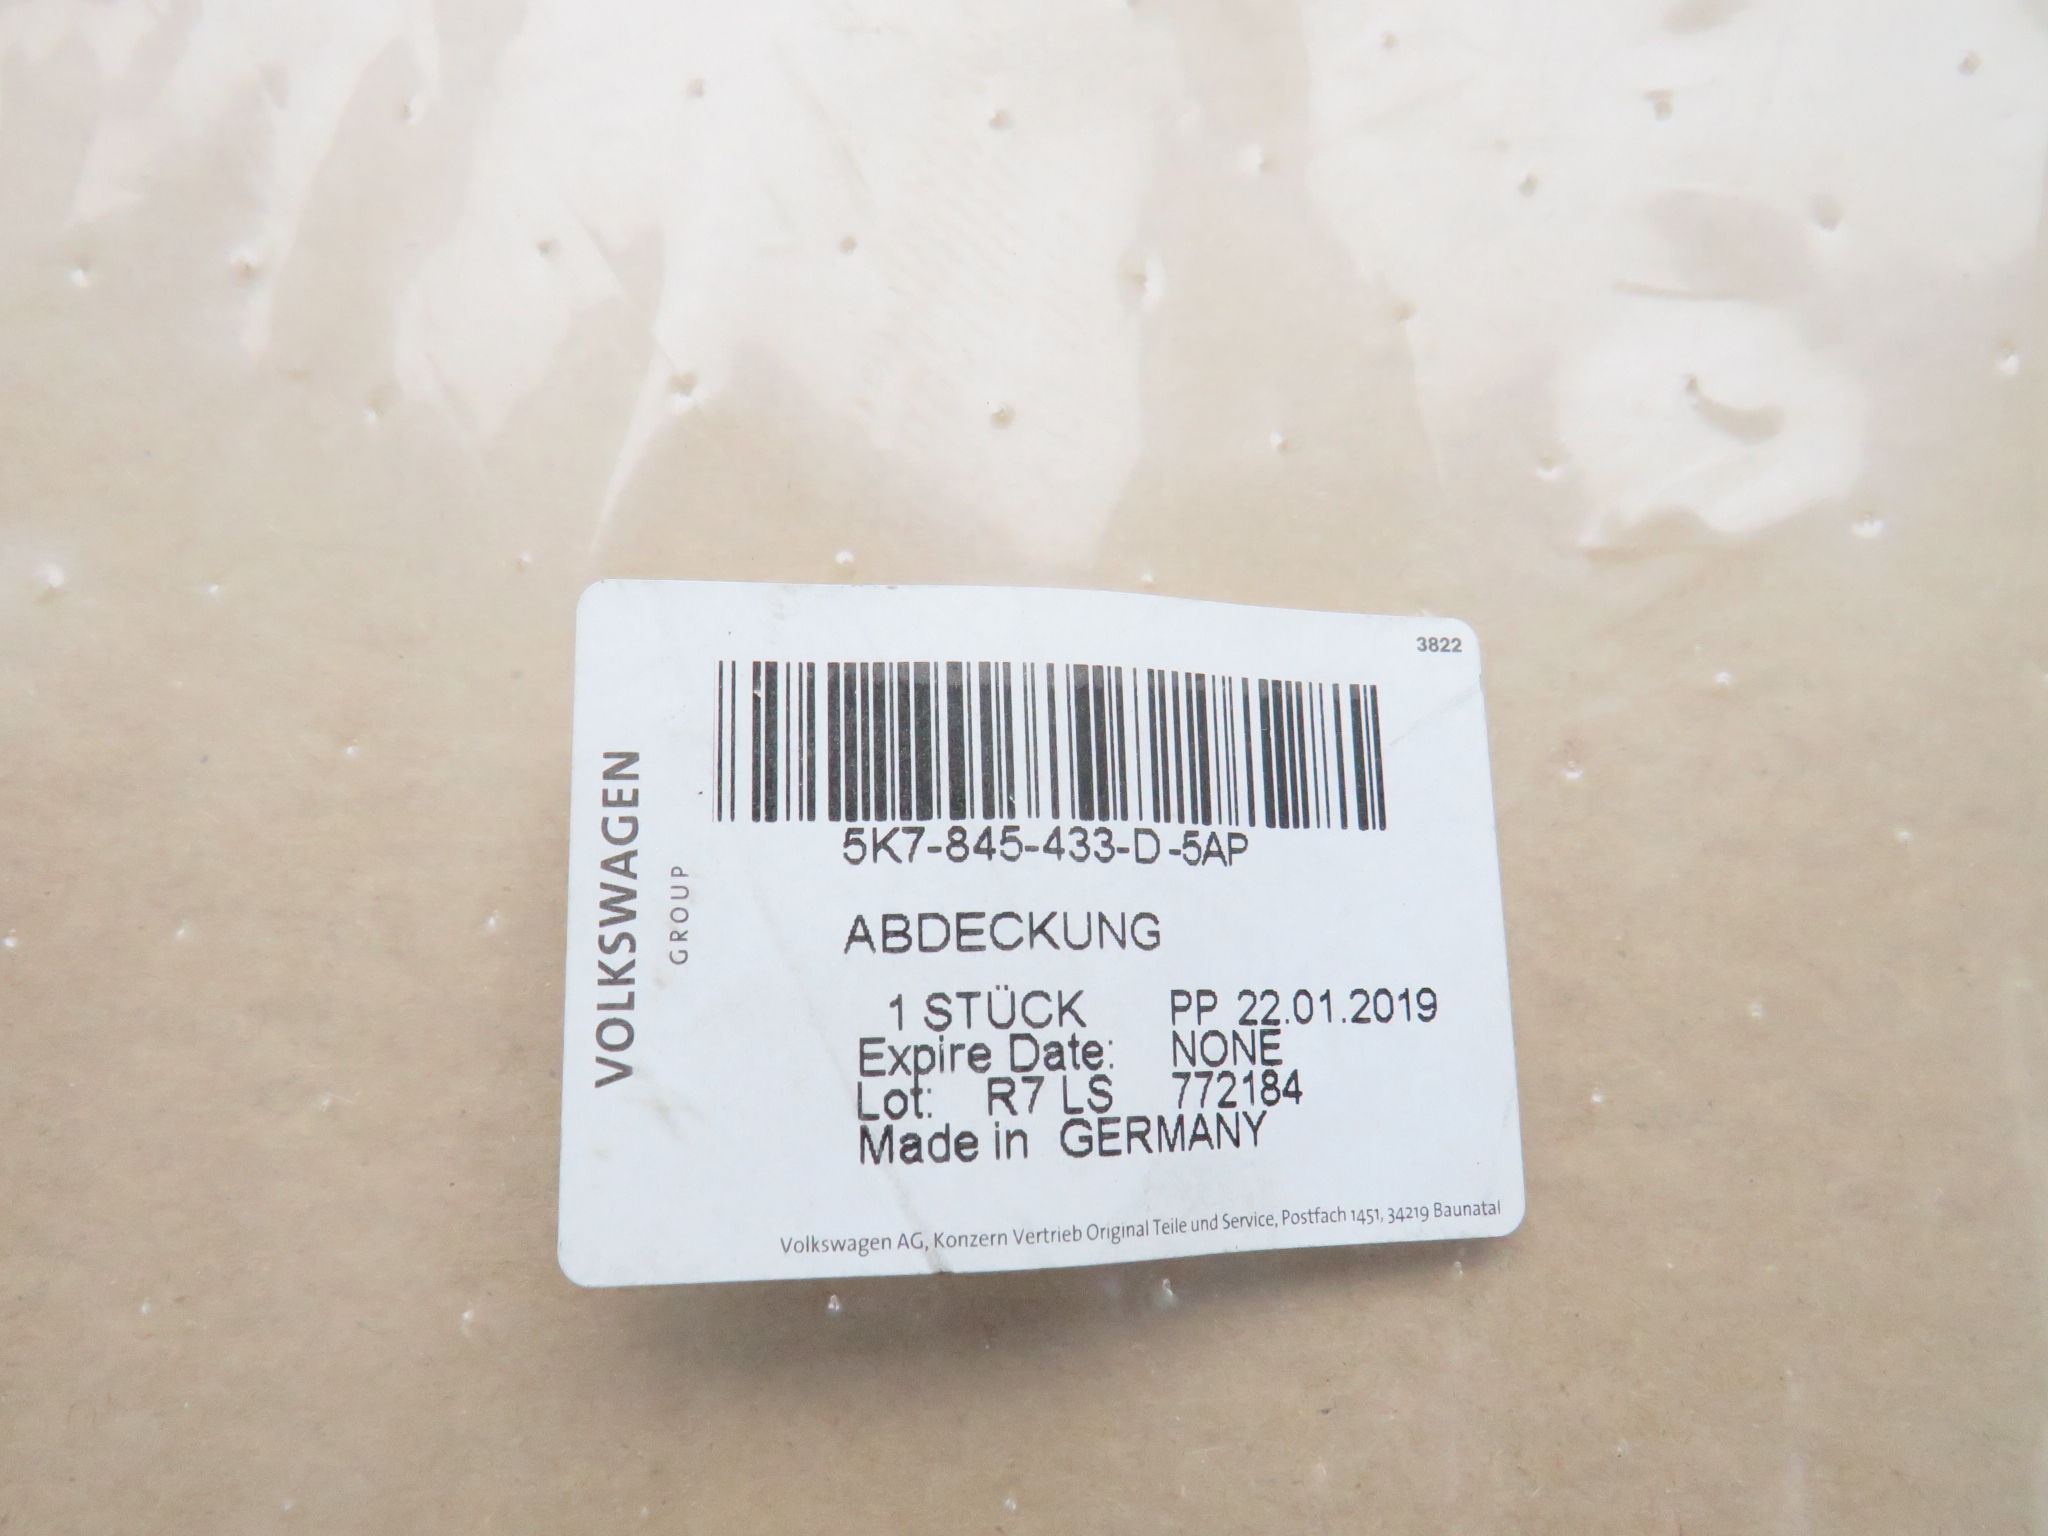 3822
VOLKSWAGEN
GROUP
5K7-845-433-D-5AP
ABDECKUNG
1 STÜCK PP 22.01.2019
Expire Date: NONE
Lot: R7 LS 772184
Made in GERMANY
Volkswagen AG, Konzern Vertrieb Original Teile und Service, Postfach 1451, 34219 Baunatal